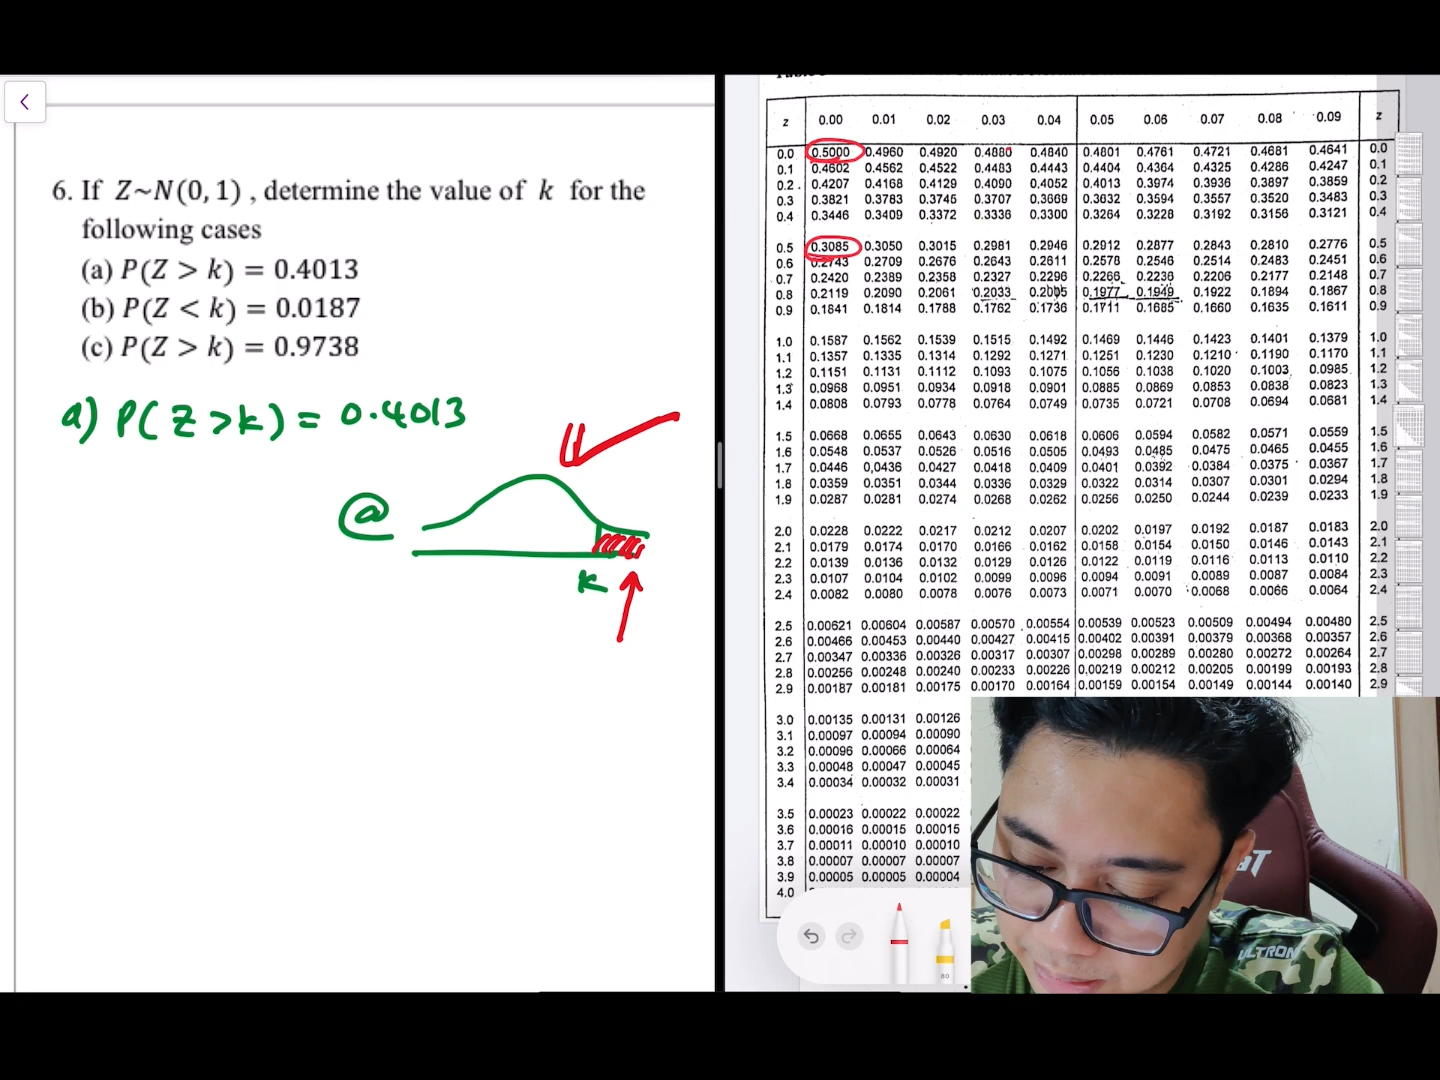 6. If Z~N(0, 1) , determine the value of k for the
following cases
(a) P(Z > k) = 0.4013
(b) P(Z < k) = 0.0187
(c) P(Z > k) = 0.9738
a) P( Z > k ) = 0.4013
@
k
z 0.00 0.01 0.02 0.03 0.04 0.05 0.06 0.07 0.08 0.09 z
0.0 0.5000 0.4960 0.4920 0.4880 0.4840 0.4801 0.4761 0.4721 0.4681 0.4641 0.0
0.1 0.4602 0.4562 0.4522 0.4483 0.4443 0.4404 0.4364 0.4325 0.4286 0.4247 0.1
0.2 0.4207 0.4168 0.4129 0.4090 0.4052 0.4013 0.3974 0.3936 0.3897 0.3859 0.2
0.3 0.3821 0.3783 0.3745 0.3707 0.3669 0.3632 0.3594 0.3557 0.3520 0.3483 0.3
0.4 0.3446 0.3409 0.3372 0.3336 0.3300 0.3264 0.3228 0.3192 0.3156 0.3121 0.4
0.5 0.3085 0.3050 0.3015 0.2981 0.2946 0.2912 0.2877 0.2843 0.2810 0.2776 0.5
0.6 0.2743 0.2709 0.2676 0.2643 0.2611 0.2578 0.2546 0.2514 0.2483 0.2451 0.6
0.7 0.2420 0.2389 0.2358 0.2327 0.2296 0.2266 0.2236 0.2206 0.2177 0.2148 0.7
0.8 0.2119 0.2090 0.2061 0.2033 0.2005 0.1977 0.1949 0.1922 0.1894 0.1867 0.8
0.9 0.1841 0.1814 0.1788 0.1762 0.1736 0.1711 0.1685 0.1660 0.1635 0.1611 0.9
1.0 0.1587 0.1562 0.1539 0.1515 0.1492 0.1469 0.1446 0.1423 0.1401 0.1379 1.0
1.1 0.1357 0.1335 0.1314 0.1292 0.1271 0.1251 0.1230 0.1210 0.1190 0.1170 1.1
1.2 0.1151 0.1131 0.1112 0.1093 0.1075 0.1056 0.1038 0.1020 0.1003 0.0985 1.2
1.3 0.0968 0.0951 0.0934 0.0918 0.0901 0.0885 0.0869 0.0853 0.0838 0.0823 1.3
1.4 0.0808 0.0793 0.0778 0.0764 0.0749 0.0735 0.0721 0.0708 0.0694 0.0681 1.4
1.5 0.0668 0.0655 0.0643 0.0630 0.0618 0.0606 0.0594 0.0582 0.0571 0.0559 1.5
1.6 0.0548 0.0537 0.0526 0.0516 0.0505 0.0493 0.0485 0.0475 0.0465 0.0455 1.6
1.7 0.0446 0,0436 0.0427 0.0418 0.0409 0.0401 0.0392 0.0384 0.0375 0.0367 1.7
1.8 0.0359 0.0351 0.0344 0.0336 0.0329 0.0322 0.0314 0.0307 0.0301 0.0294 1.8
1.9 0.0287 0.0281 0.0274 0.0268 0.0262 0.0256 0.0250 0.0244 0.0239 0.0233 1.9
2.0 0.0228 0.0222 0.0217 0.0212 0.0207 0.0202 0.0197 0.0192 0.0187 0.0183 2.0
2.1 0.0179 0.0174 0.0170 0.0166 0.0162 0.0158 0.0154 0.0150 0.0146 0.0143 2.1
2.2 0.0139 0.0136 0.0132 0.0129 0.0126 0.0122 0.0119 0.0116 0.0113 0.0110 2.2
2.3 0.0107 0.0104 0.0102 0.0099 0.0096 0.0094 0.0091 0.0089 0.0087 0.0084 2.3
2.4 0.0082 0.0080 0.0078 0.0076 0.0073 0.0071 0.0070 0.0068 0.0066 0.0064 2.4
2.5 0.00621 0.00604 0.00587 0.00570 0.00554 0.00539 0.00523 0.00509 0.00494 0.00480 2.5
2.6 0.00466 0.00453 0.00440 0.00427 0.00415 0.00402 0.00391 0.00379 0.00368 0.00357 2.6
2.7 0.00347 0.00336 0.00326 0.00317 0.00307 0.00298 0.00289 0.00280 0.00272 0.00264 2.7
2.8 0.00256 0.00248 0.00240 0.00233 0.00226 0.00219 0.00212 0.00205 0.00199 0.00193 2.8
2.9 0.00187 0.00181 0.00175 0.00170 0.00164 0.00159 0.00154 0.00149 0.00144 0.00140 2.9
3.0 0.00135 0.00131 0.00126
3.1 0.00097 0.00094 0.00090
3.2 0.00096 0.00066 0.00064
3.3 0.00048 0.00047 0.00045
3.4 0.00034 0.00032 0.00031
3.5 0.00023 0.00022 0.00022
3.6 0.00016 0.00015 0.00015
3.7 0.00011 0.00010 0.00010
3.8 0.00007 0.00007 0.00007
3.9 0.00005 0.00005 0.00004
4.0
80
ULTRON